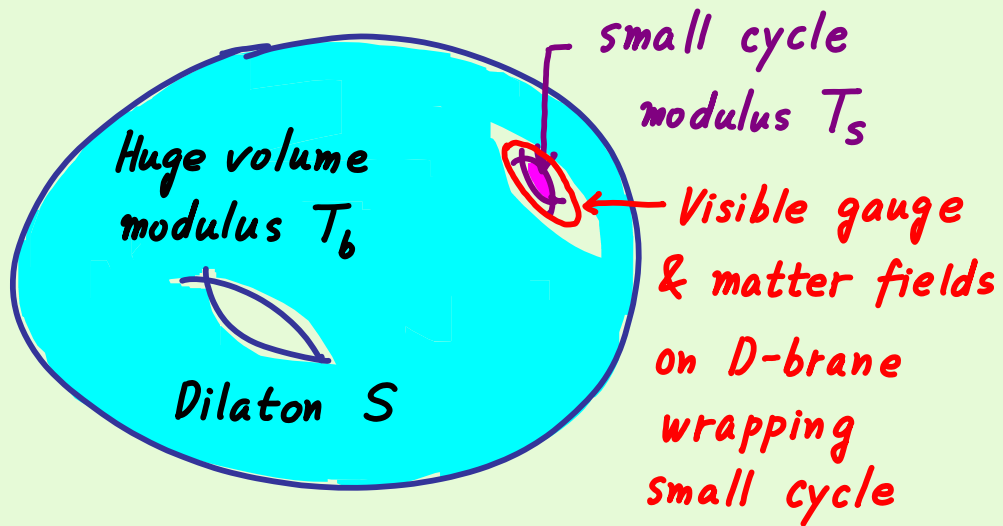 small cycle
modulus Ts
Huge volume
modulus Tb
Visible gauge
& matter fields
on D-brane
wrapping
small cycle
Dilaton S